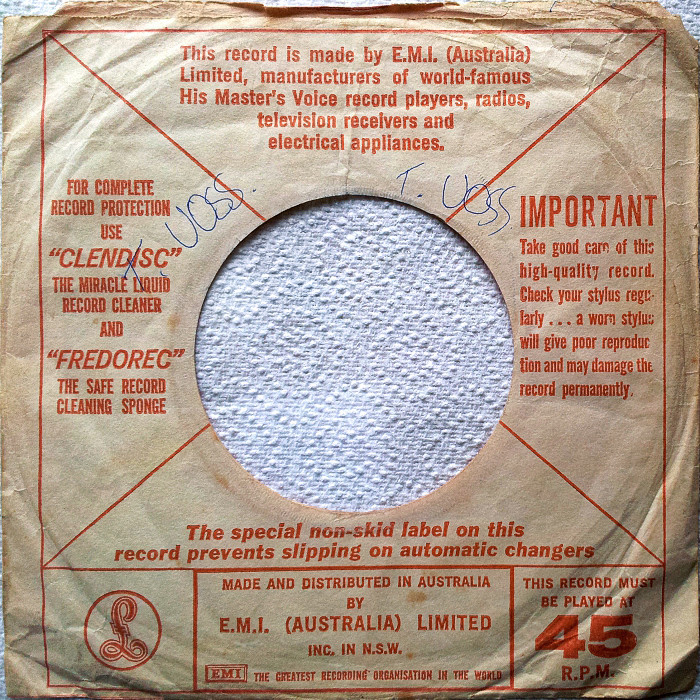 This record is made by E.M.I. (Australia)
Limited, manufacturers of world-famous
His Master's Voice record players, radios,
television receivers and
electrical appliances.
T. VOSS.
T. VOSS.
FOR COMPLETE
RECORD PROTECTION
USE
"CLENDISC"
THE MIRACLE LIQUID
RECORD CLEANER
AND
"FREDOREC"
THE SAFE RECORD
CLEANING SPONGE
IMPORTANT
Take good care of this
high-quality record.
Check your stylus regu-
larly . . . a worn stylus
will give poor reproduc
tion and may damage the
record permanently.
The special non-skid label on this
record prevents slipping on automatic changers
£
MADE AND DISTRIBUTED IN AUSTRALIA
BY
E.M.I. (AUSTRALIA) LIMITED
INC. IN N.S.W.
EMI THE GREATEST RECORDING ORGANISATION IN THE WORLD
THIS RECORD MUST
BE PLAYED AT
45
R.P.M.